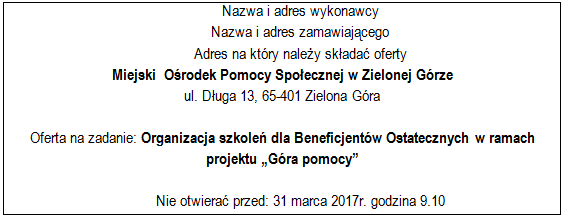 Nazwa i adres wykonawcy
Nazwa i adres zamawiającego
Adres na który należy składać oferty
Miejski Ośrodek Pomocy Społecznej w Zielonej Górze
ul. Długa 13, 65-401 Zielona Góra
Oferta na zadanie: Organizacja szkoleń dla Beneficjentów Ostatecznych w ramach
projektu „Góra pomocy”
Nie otwierać przed: 31 marca 2017r. godzina 9.10